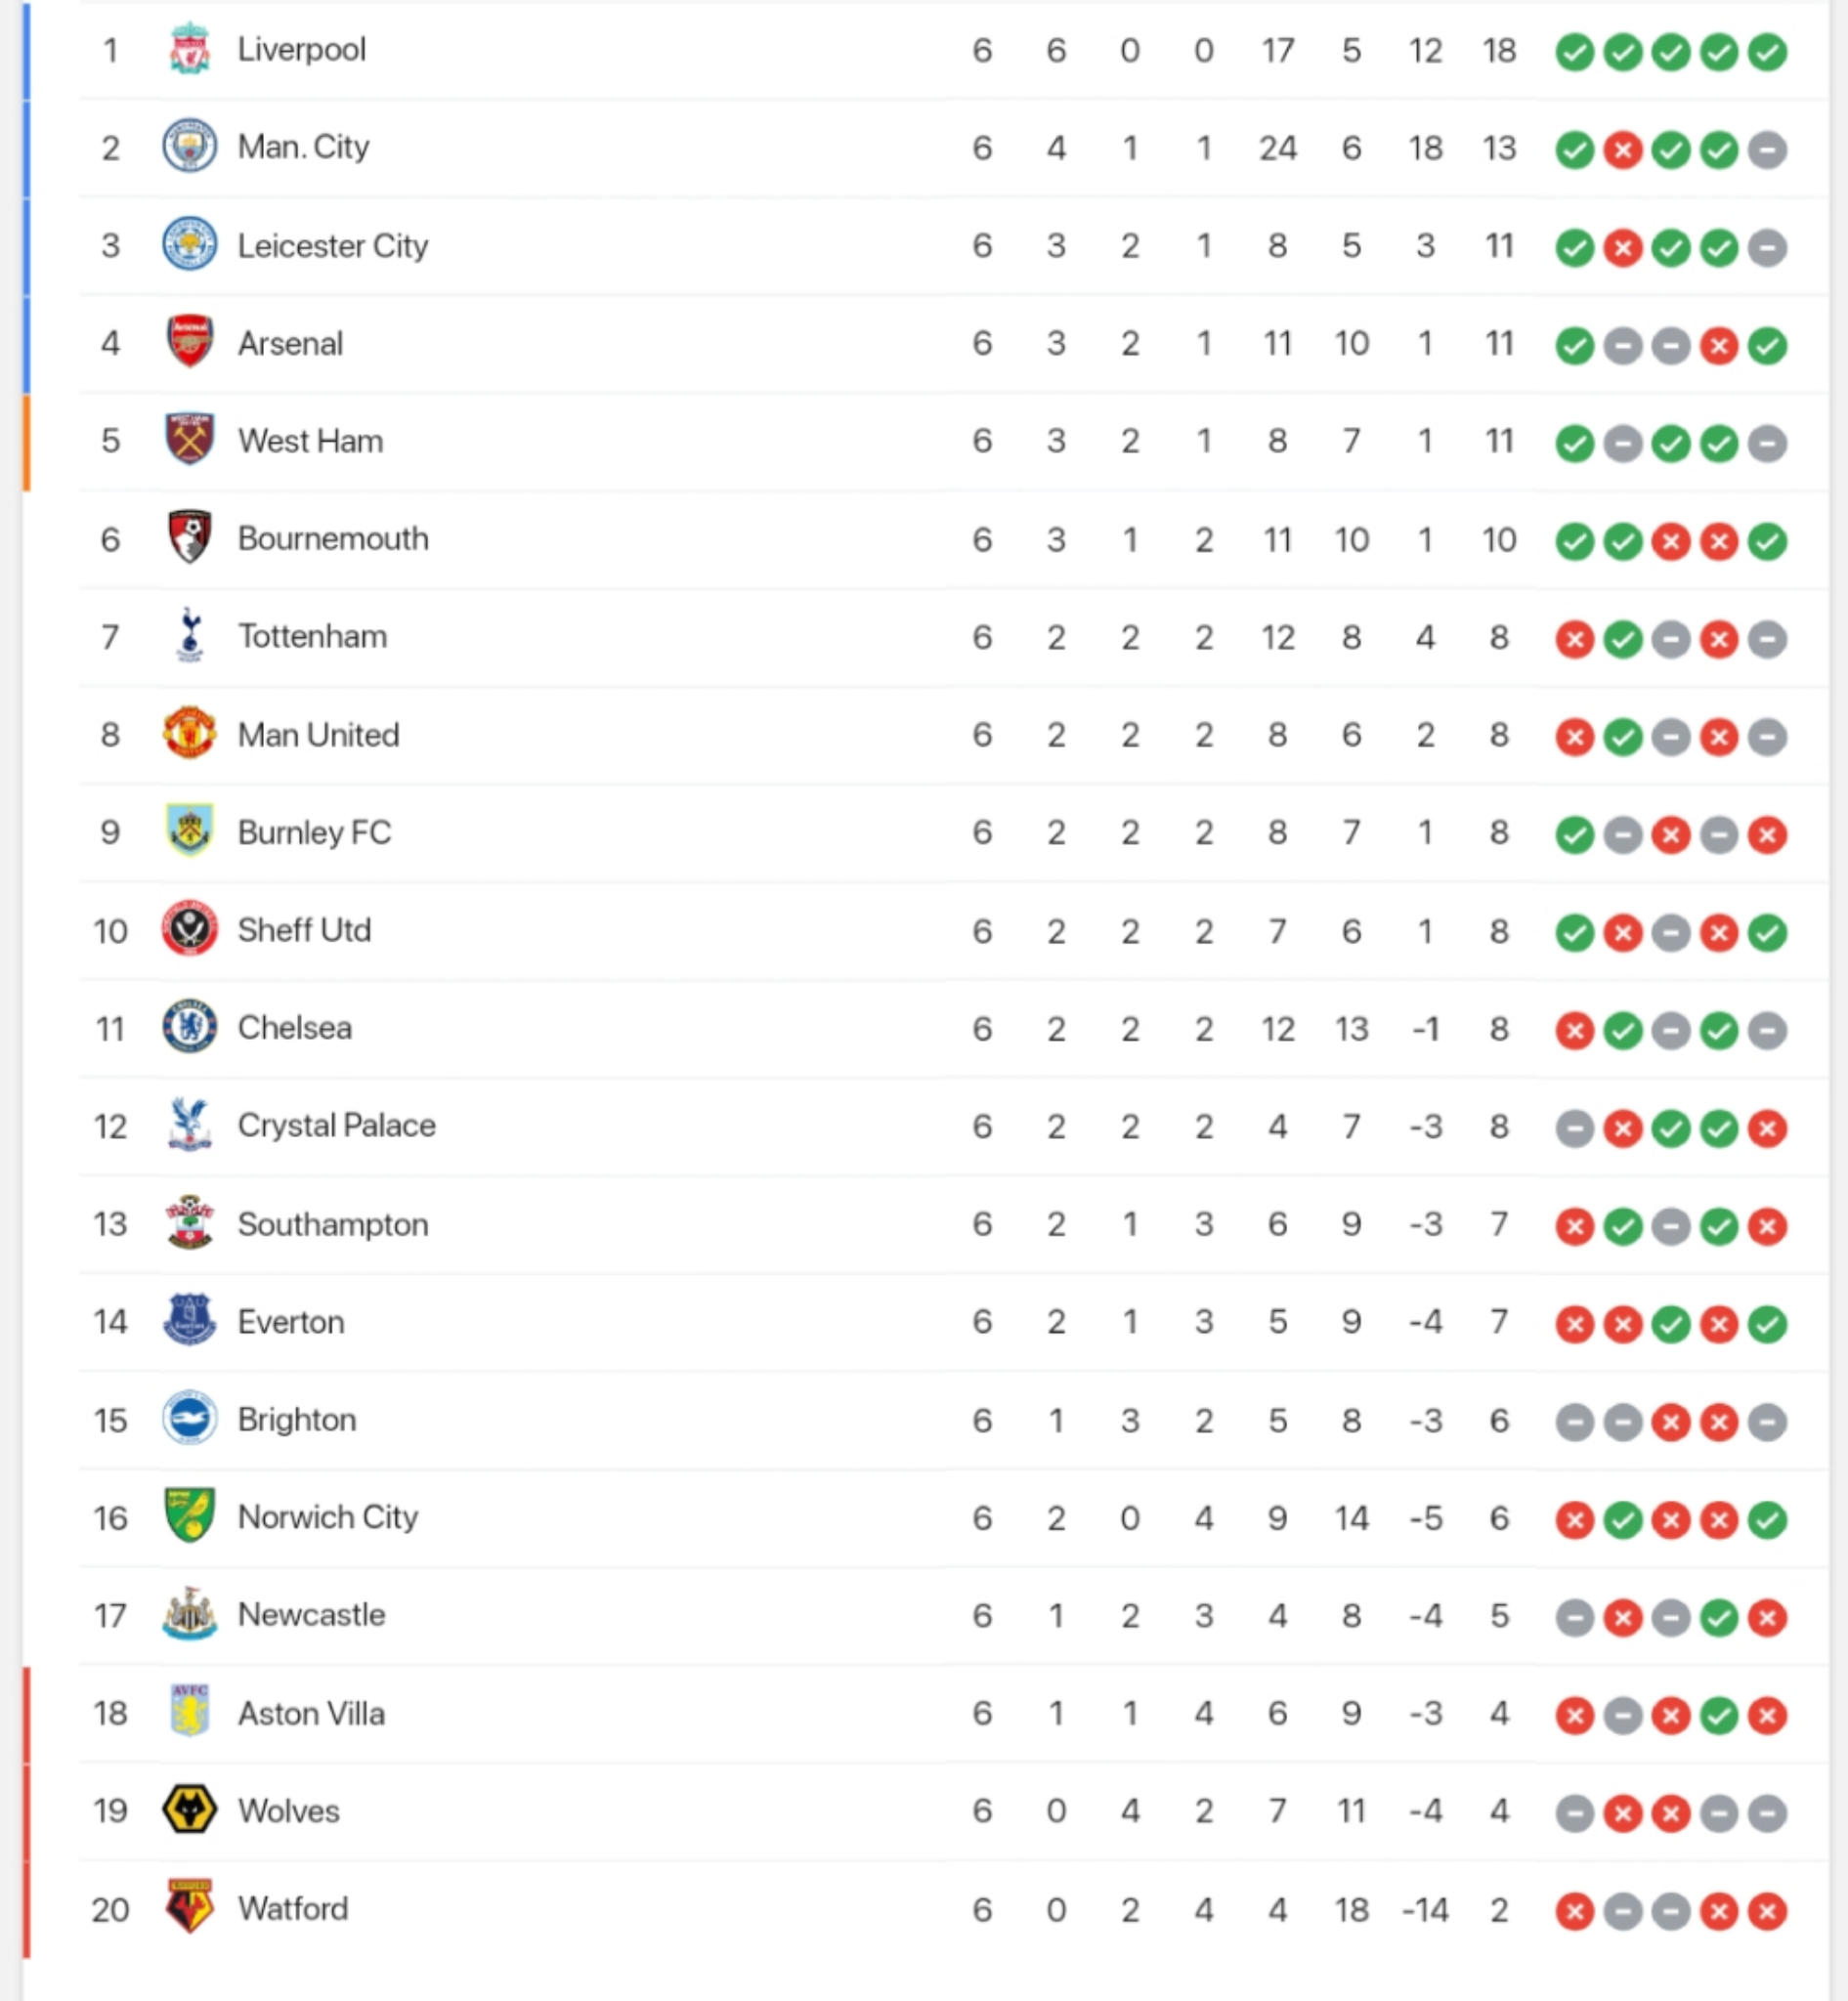 1 Liverpool 6 6 0 0 17 5 12 18
2 Man. City 6 4 1 1 24 6 18 13
3 Leicester City 6 3 2 1 8 5 3 11
4 Arsenal 6 3 2 1 11 10 1 11
5 West Ham 6 3 2 1 8 7 1 11
6 Bournemouth 6 3 1 2 11 10 1 10
7 Tottenham 6 2 2 2 12 8 4 8
8 Man United 6 2 2 2 8 6 2 8
9 Burnley FC 6 2 2 2 8 7 1 8
10 Sheff Utd 6 2 2 2 7 6 1 8
11 Chelsea 6 2 2 2 12 13 -1 8
12 Crystal Palace 6 2 2 2 4 7 -3 8
13 Southampton 6 2 1 3 6 9 -3 7
14 Everton 6 2 1 3 5 9 -4 7
15 Brighton 6 1 3 2 5 8 -3 6
16 Norwich City 6 2 0 4 9 14 -5 6
17 Newcastle 6 1 2 3 4 8 -4 5
18 AVFC Aston Villa 6 1 1 4 6 9 -3 4
19 Wolves 6 0 4 2 7 11 -4 4
20 Watford 6 0 2 4 4 18 -14 2